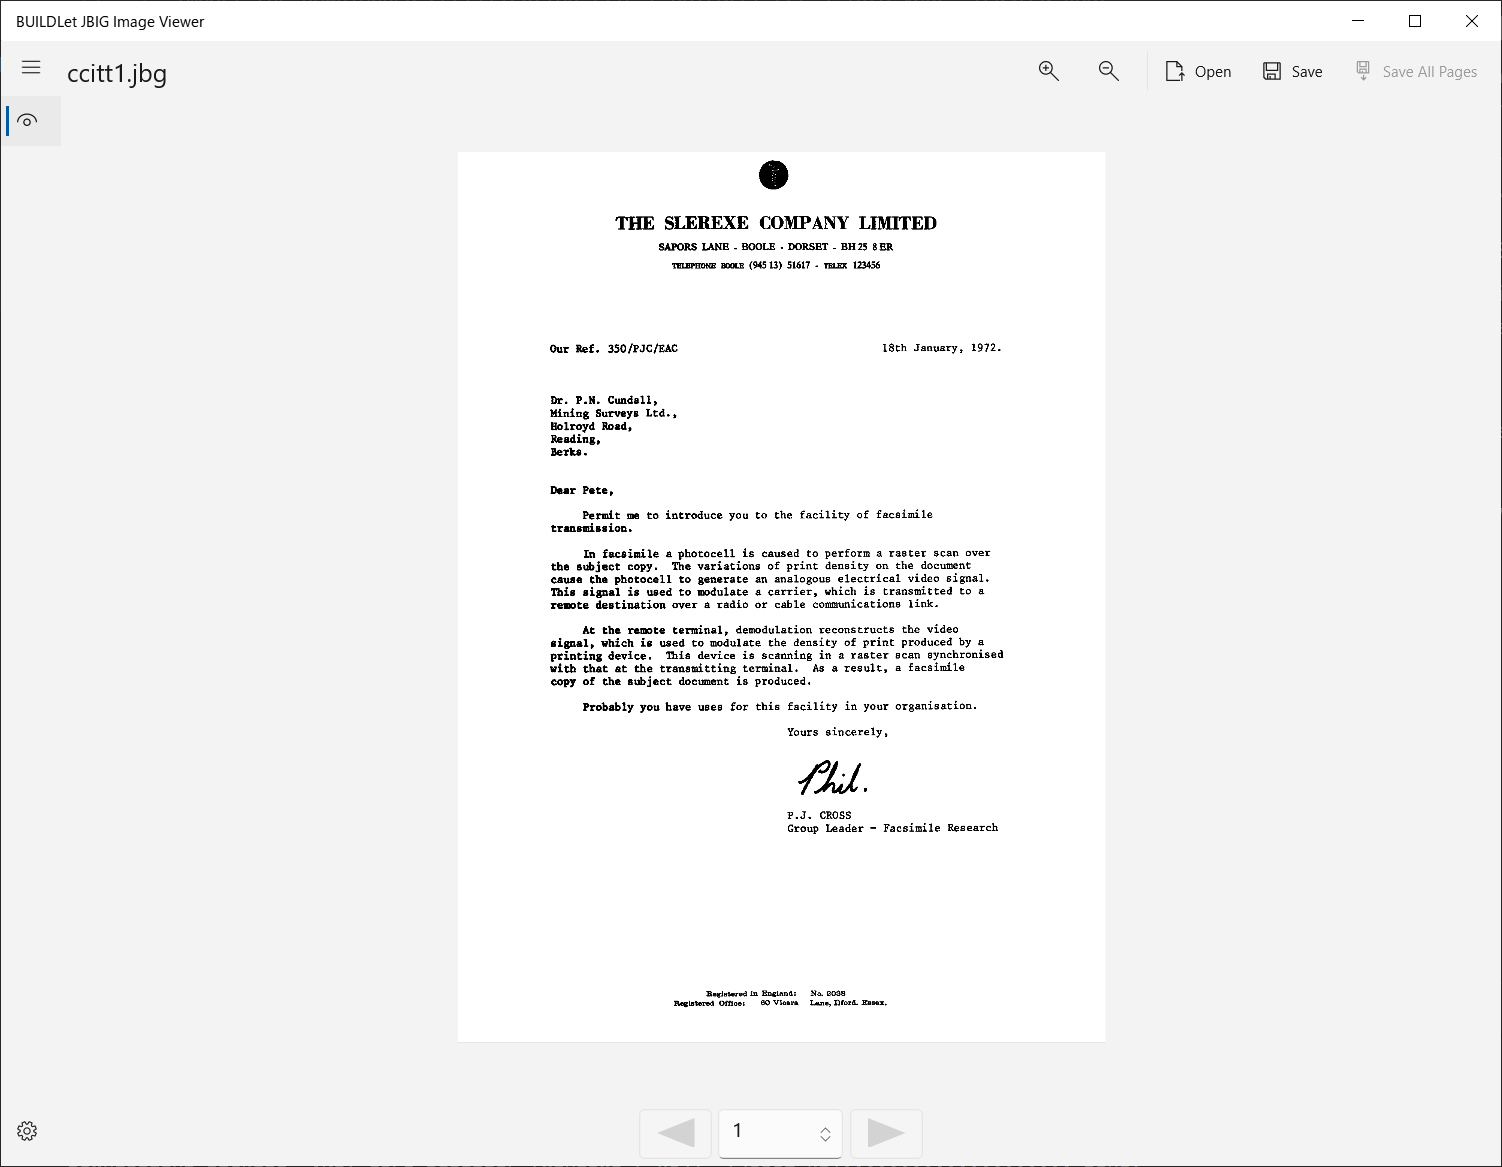 BUILDLet JBIG Image Viewer
ccitt1.jbg
Open
Save
Save All Pages
THE SLEREXE COMPANY LIMITED
SAPORS LANE - BOOLE - DORSET - BH 25 8 ER
TELEPHONE BOOLE (945 13) 51617 - TELEX 123456
Our Ref. 350/PJC/EAC
18th January, 1972.
Dr. P.N. Cundall,
Mining Surveys Ltd.,
Holroyd Road,
Reading,
Berks.
Dear Pete,
Permit me to introduce you to the facility of facsimile
transmission.
In facsimile a photocell is caused to perform a raster scan over
the subject copy. The variations of print density on the document
cause the photocell to generate an analogous electrical video signal.
This signal is used to modulate a carrier, which is transmitted to a
remote destination over a radio or cable communications link.
At the remote terminal, demodulation reconstructs the video
signal, which is used to modulate the density of print produced by a
printing device. This device is scanning in a raster scan synchronised
with that at the transmitting terminal. As a result, a facsimile
copy of the subject document is produced.
Probably you have uses for this facility in your organisation.
Yours sincerely,
Phil.
P.J. CROSS
Group Leader - Facsimile Research
Registered in England: No. 2038
Registered Office: 60 Vicara Lane, Ilford. Essex.
1